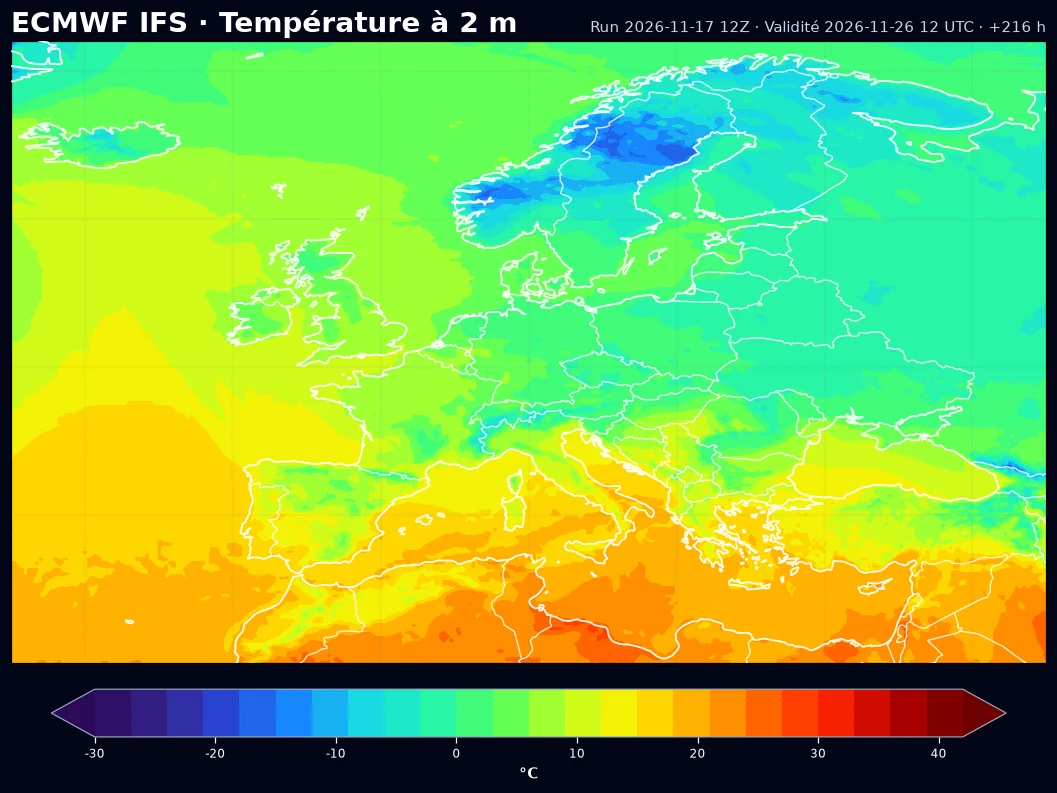 ECMWF IFS · Température à 2 m
Run 2026-11-17 12Z · Validité 2026-11-26 12 UTC · +216 h
-30 -20 -10 0 10 20 30 40
°C